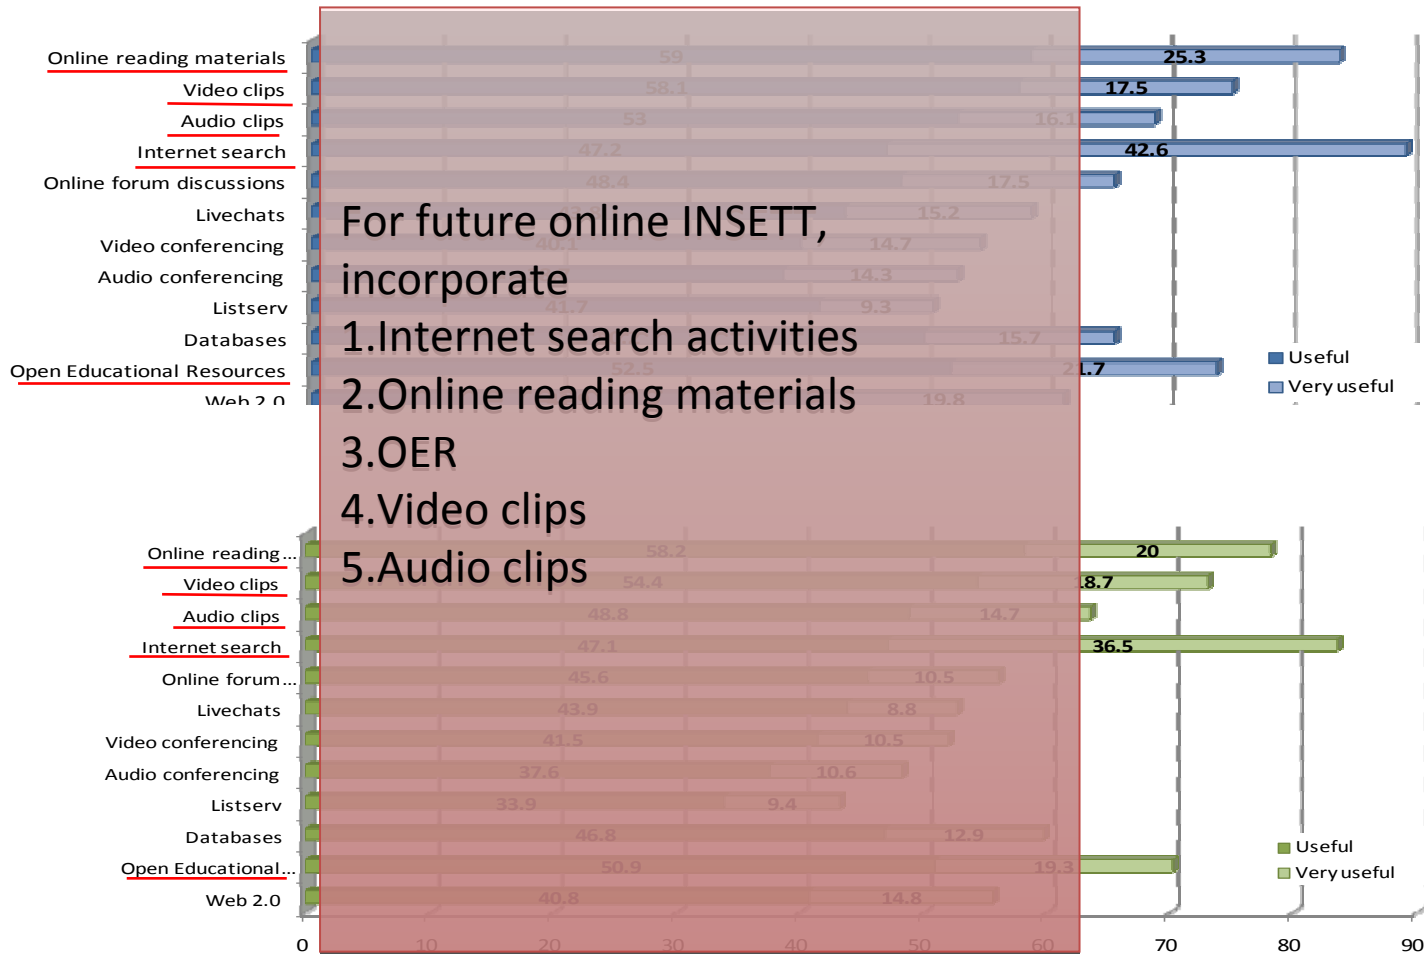 Online reading materials 59 25.3
Video clips 58.1 17.5
Audio clips 53 16.1
Internet search 47.2 42.6
Online forum discussions 48.4 17.5
Livechats 15.2
Video conferencing 40.1 14.7
Audio conferencing 14.3
Listserv 41.7 9.3
Databases 15.7
Open Educational Resources 52.5 21.7
Web 2.0 19.8
Useful
Very useful
For future online INSETT,
incorporate
1.Internet search activities
2.Online reading materials
3.OER
4.Video clips
5.Audio clips
Online reading... 58.2 20
Video clips 54.4 18.7
Audio clips 48.8 14.7
Internet search 47.1 36.5
Online forum... 45.6 10.5
Livechats 43.9 8.8
Video conferencing 41.5 10.5
Audio conferencing 37.6 10.6
Listserv 33.9 9.4
Databases 46.8 12.9
Open Educational... 50.9 19.3
Web 2.0 40.8 14.8
Useful
Very useful
0 10 20 30 40 50 60 70 80 90